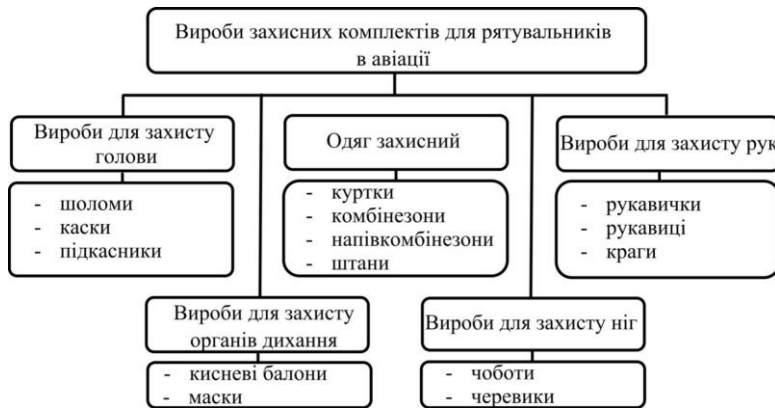 Вироби захисних комплектів для рятувальників
в авіації
Вироби для захисту
голови
- шоломи
- каски
- підкасники
Одяг захисний
- куртки
- комбінезони
- напівкомбінезони
- штани
Вироби для захисту рук
- рукавички
- рукавиці
- краги
Вироби для захисту
органів дихання
- кисневі балони
- маски
Вироби для захисту ніг
- чоботи
- черевики